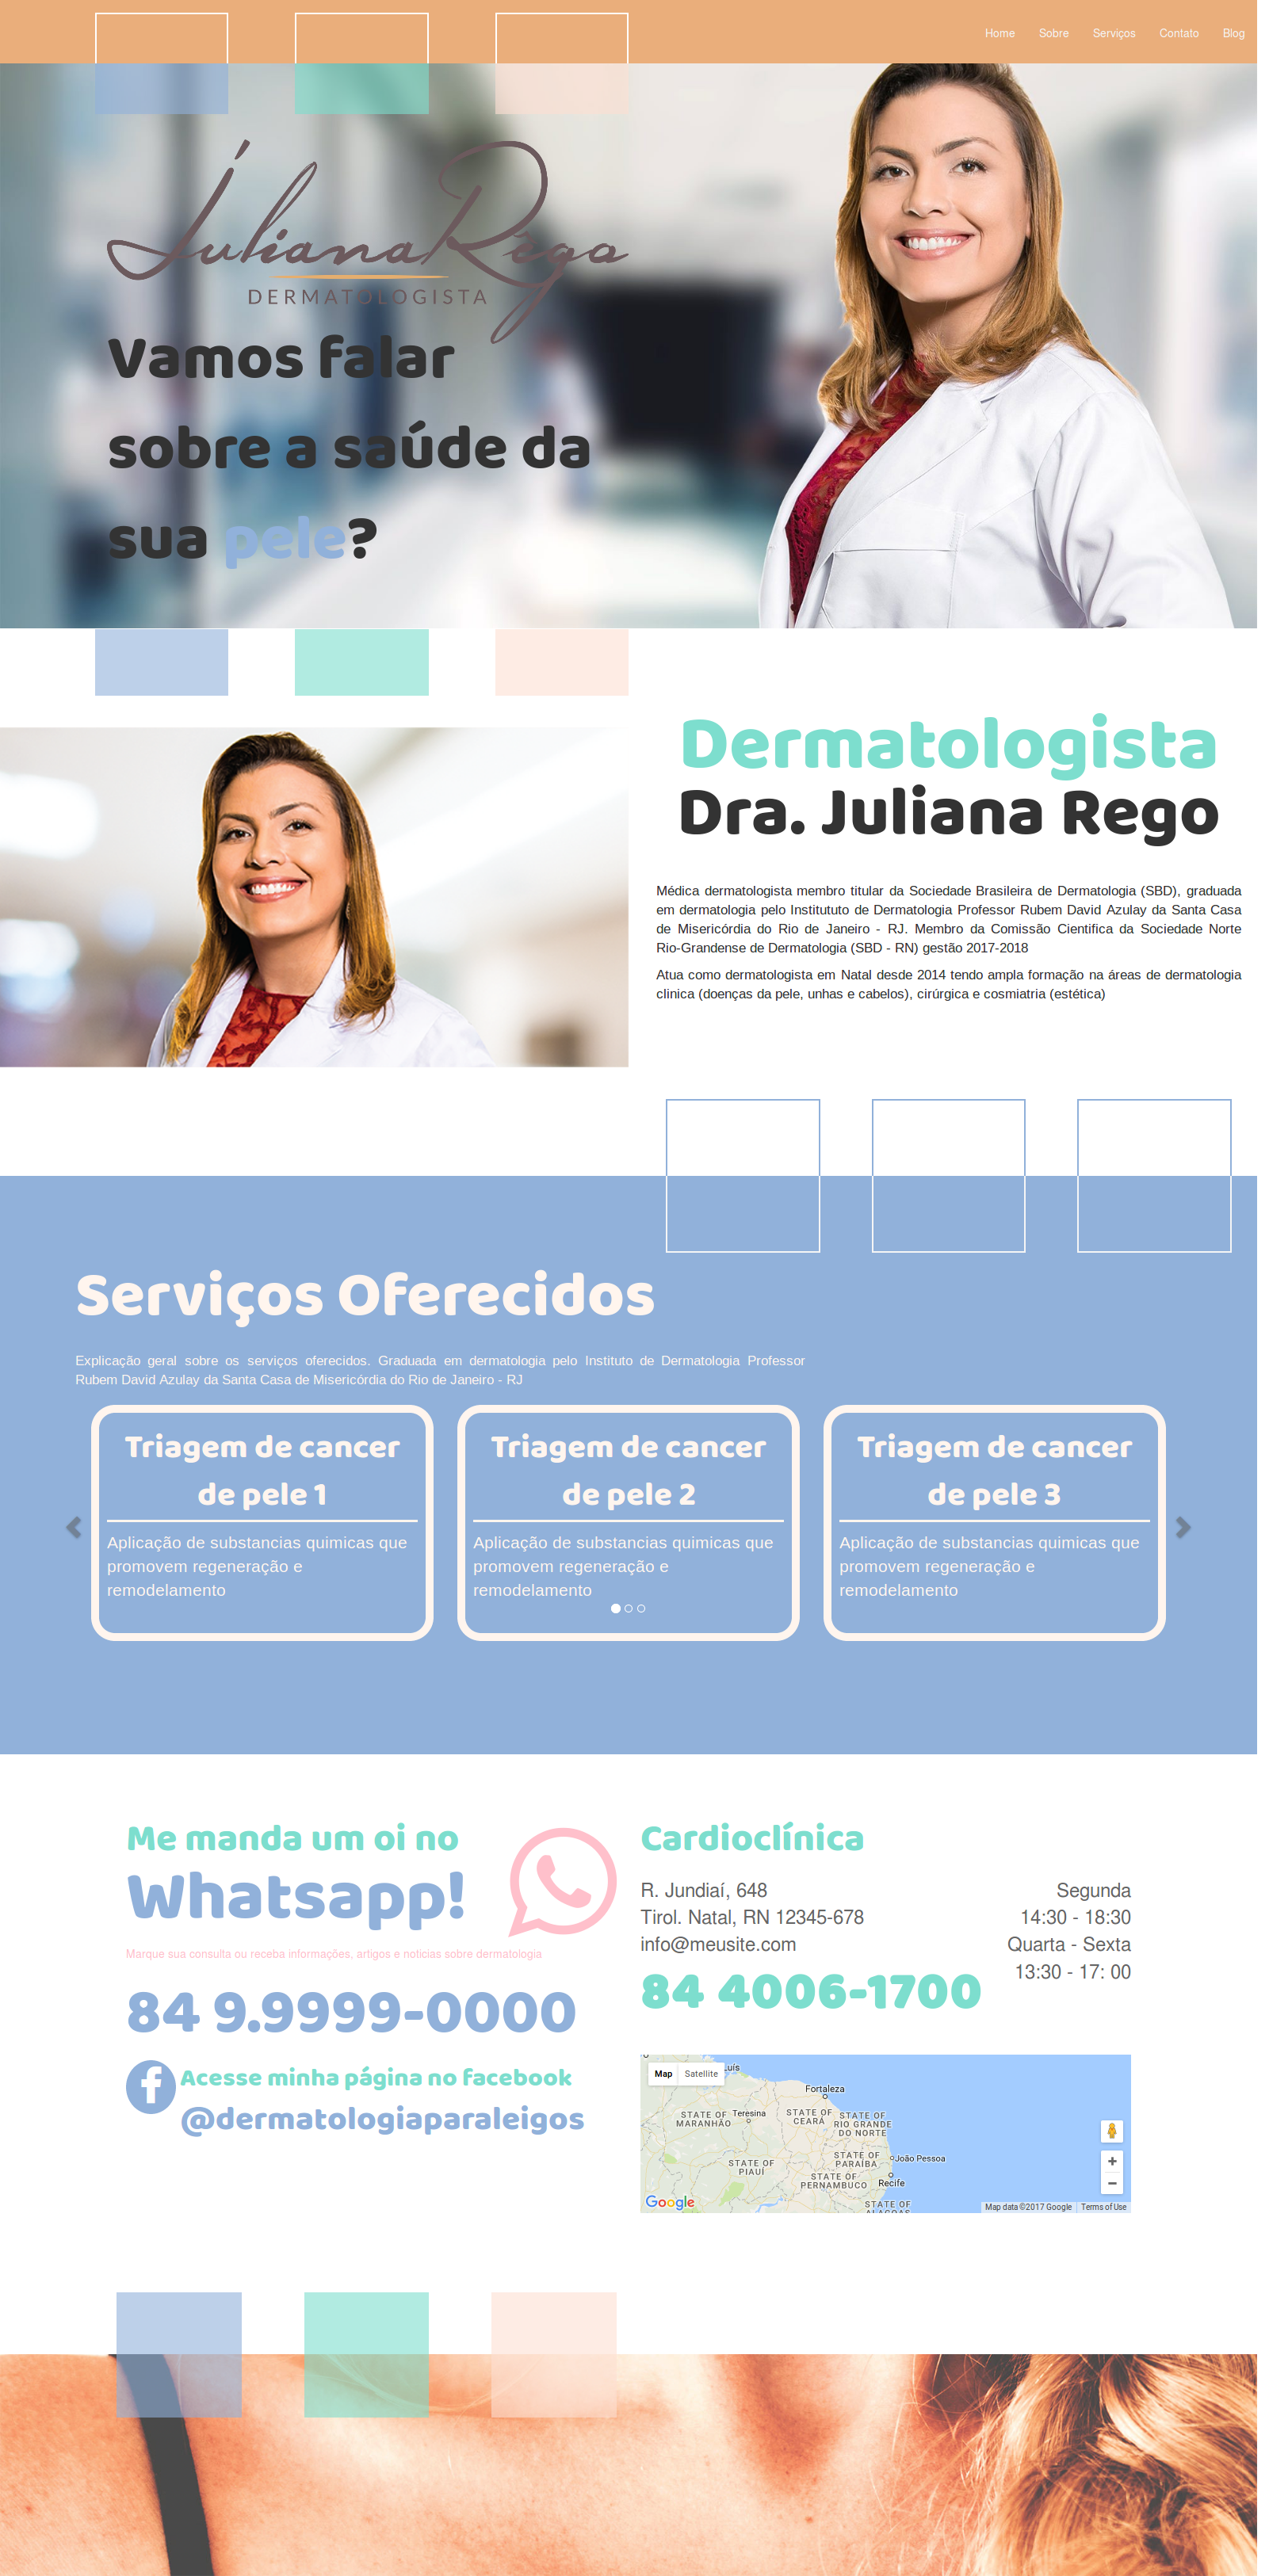 Home Sobre Serviços Contato Blog
Juliana Rêgo
DERMATOLOGISTA
Vamos falar
sobre a saúde da
sua pele?
Dermatologista
Dra. Juliana Rego
Médica dermatologista membro titular da Sociedade Brasileira de Dermatologia (SBD), graduada
em dermatologia pelo Institututo de Dermatologia Professor Rubem David Azulay da Santa Casa
de Misericórdia do Rio de Janeiro - RJ. Membro da Comissão Cientifica da Sociedade Norte
Rio-Grandense de Dermatologia (SBD - RN) gestão 2017-2018
Atua como dermatologista em Natal desde 2014 tendo ampla formação na áreas de dermatologia
clinica (doenças da pele, unhas e cabelos), cirúrgica e cosmiatria (estética)
Serviços Oferecidos
Explicação geral sobre os serviços oferecidos. Graduada em dermatologia pelo Instituto de Dermatologia Professor
Rubem David Azulay da Santa Casa de Misericórdia do Rio de Janeiro - RJ
Triagem de cancer
de pele 1
Aplicação de substancias quimicas que
promovem regeneração e
remodelamento
Triagem de cancer
de pele 2
Aplicação de substancias quimicas que
promovem regeneração e
remodelamento
Triagem de cancer
de pele 3
Aplicação de substancias quimicas que
promovem regeneração e
remodelamento
Me manda um oi no
Whatsapp!
Marque sua consulta ou receba informações, artigos e noticias sobre dermatologia
84 9.9999-0000
Acesse minha página no facebook
@dermatologiaparaleigos
Cardioclínica
R. Jundiaí, 648
Tirol. Natal, RN 12345-678
info@meusite.com
84 4006-1700
Segunda
14:30 - 18:30
Quarta - Sexta
13:30 - 17: 00
Map Satellite
Luís
Fortaleza
STATE OF
MARANHÃO
Teresina
STATE OF
CEARÁ
STATE OF
RIO GRANDE
DO NORTE
STATE OF
PIAUÍ
STATE OF
PARAÍBA
João Pessoa
STATE OF
PERNAMBUCO
Recife
STATE OF
ALAGOAS
Google
Map data ©2017 Google Terms of Use